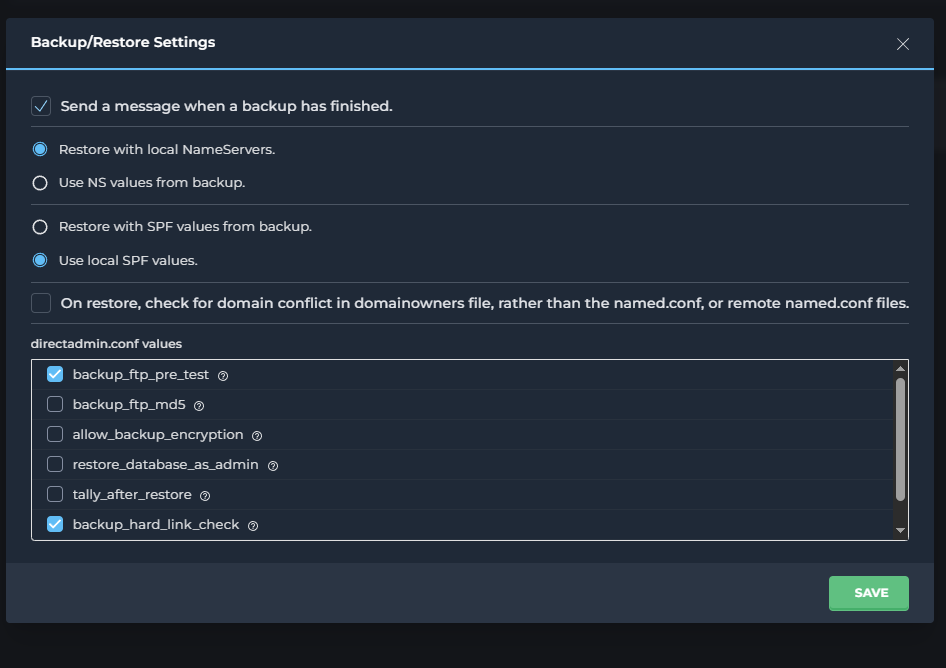 Backup/Restore Settings
Send a message when a backup has finished.
Restore with local NameServers.
Use NS values from backup.
Restore with SPF values from backup.
Use local SPF values.
On restore, check for domain conflict in domainowners file, rather than the named.conf, or remote named.conf files.
directadmin.conf values
backup_ftp_pre_test
backup_ftp_md5
allow_backup_encryption
restore_database_as_admin
tally_after_restore
backup_hard_link_check
SAVE